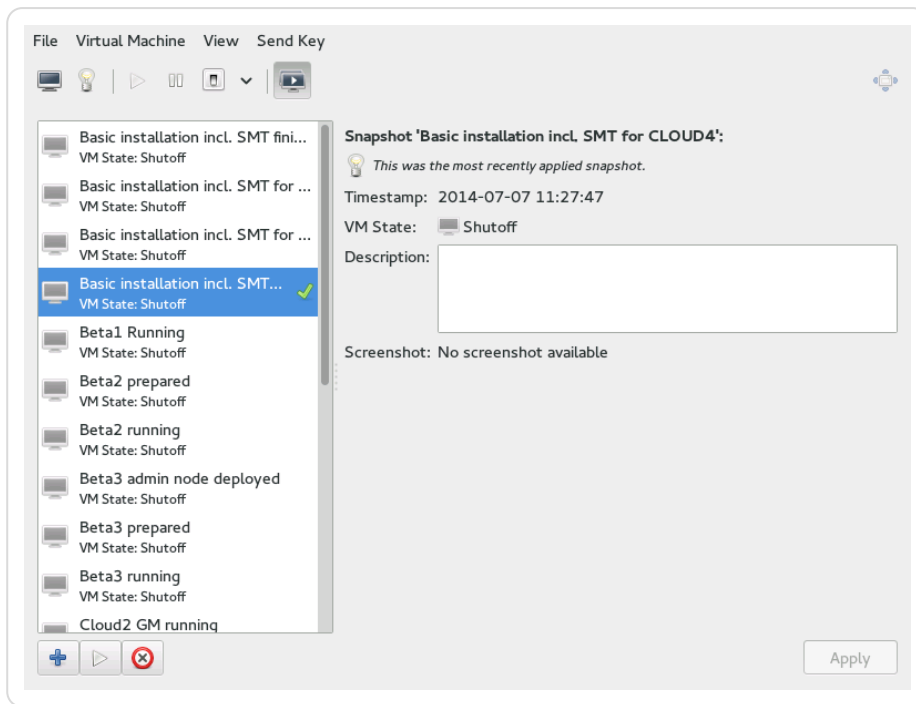 File Virtual Machine View Send Key
Basic installation incl. SMT fini...
VM State: Shutoff
Basic installation incl. SMT for ...
VM State: Shutoff
Basic installation incl. SMT for ...
VM State: Shutoff
Basic installation incl. SMT...
VM State: Shutoff
Beta1 Running
VM State: Shutoff
Beta2 prepared
VM State: Shutoff
Beta2 running
VM State: Shutoff
Beta3 admin node deployed
VM State: Shutoff
Beta3 prepared
VM State: Shutoff
Beta3 running
VM State: Shutoff
Cloud2 GM running
Snapshot 'Basic installation incl. SMT for CLOUD4':
This was the most recently applied snapshot.
Timestamp: 2014-07-07 11:27:47
VM State: Shutoff
Description:
Screenshot: No screenshot available
Apply